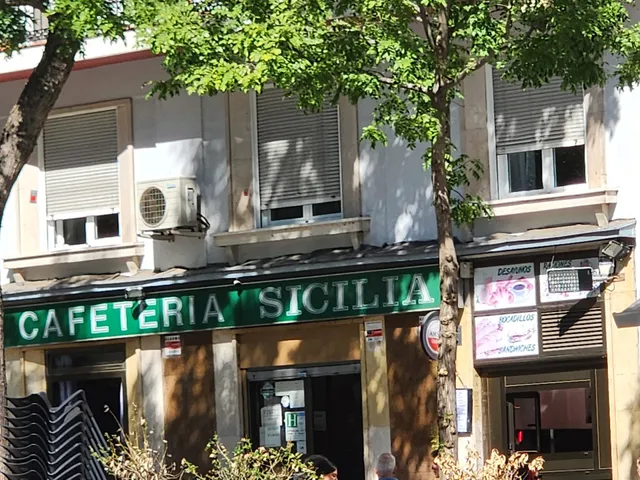 CAFETERIA SICILIA
DESAYUNOS
BOCADILLOS
SANDWICHES